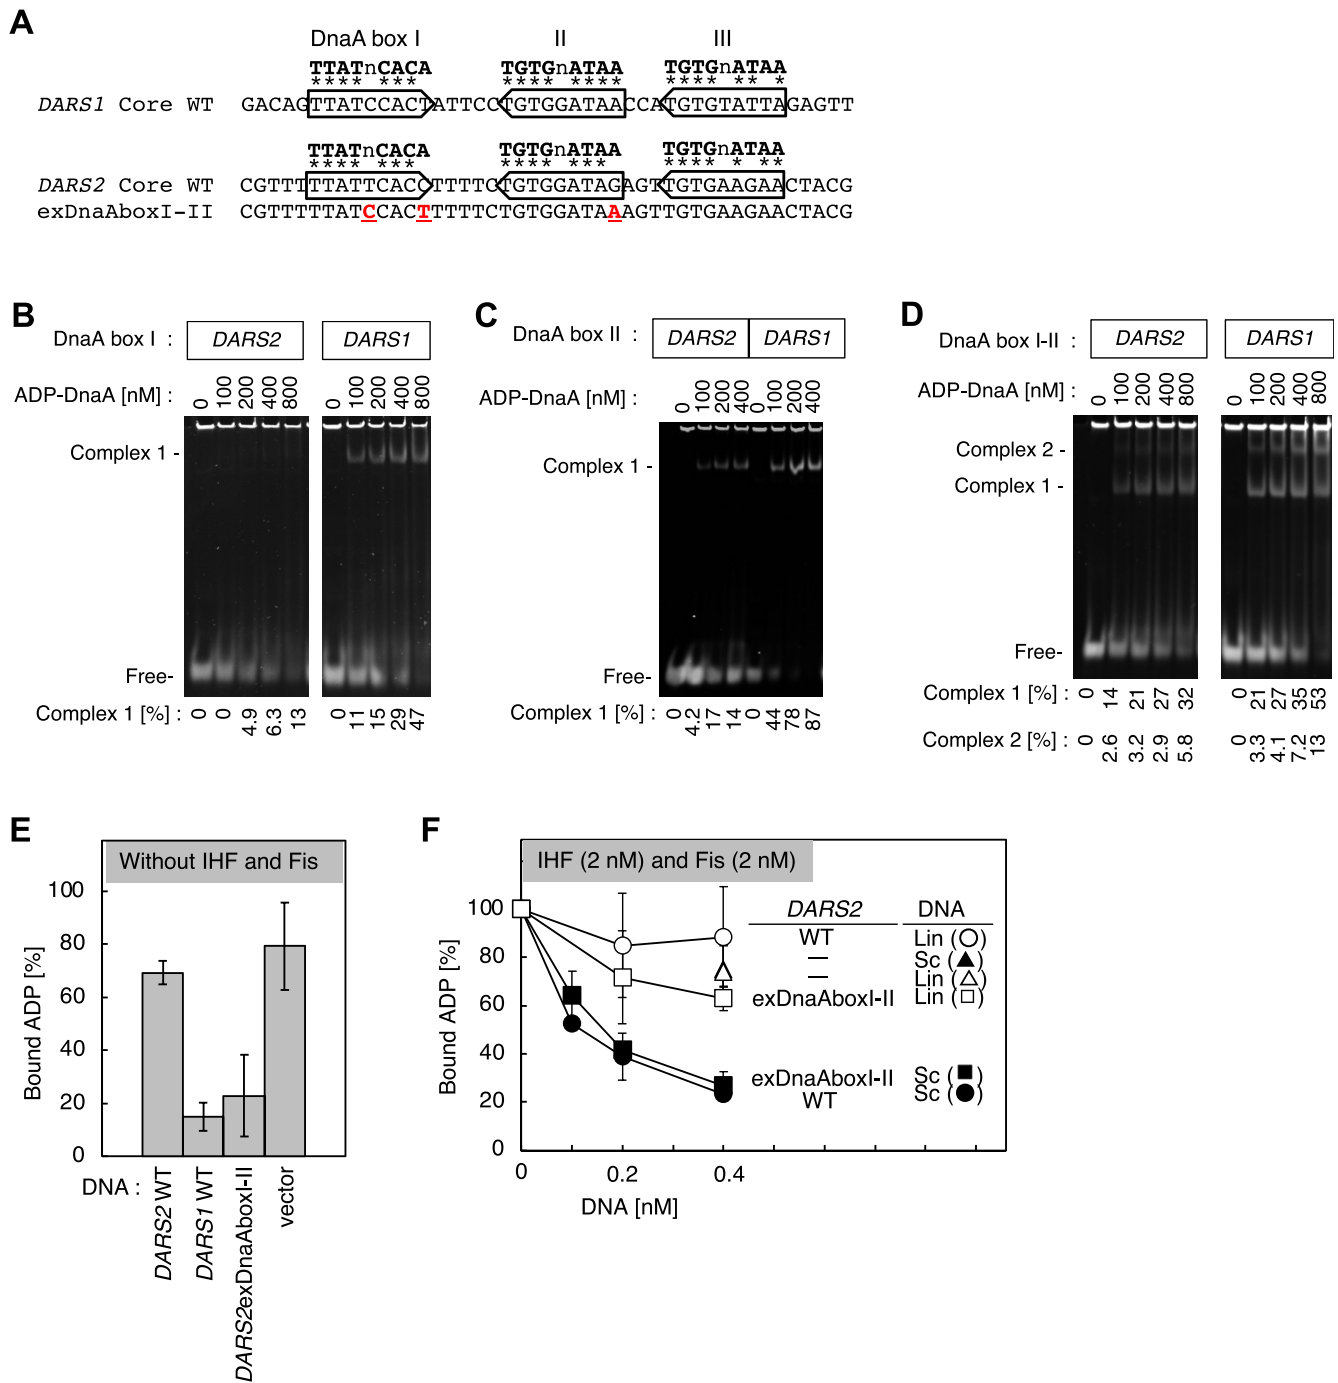 A
DnaA box I II III
TTATnCACA TGTGnATAA TGTGnATAA
**** *** **** *** **** ** *
DARS1 Core WT GACAGTTATCCACTATTCCTGTGGATAACCATGTGTATTAGAGTT
TTATnCACA TGTGnATAA TGTGnATAA
**** *** **** *** **** * **
DARS2 Core WT CGTTTTTATTCACCTTTTCTGTGGATAGAGTTGTGAAGAACTACG
exDnaAboxI-II CGTTTTTATCCACTTTTTCTGTGGATAAAGTTGTGAAGAACTACG
B
DnaA box I : DARS2 DARS1
ADP-DnaA [nM] : 0 100 200 400 800 0 100 200 400 800
Complex 1 -
Free-
Complex 1 [%] : 0 0 4.9 6.3 13 0 11 15 29 47
C
DnaA box II : DARS2 DARS1
ADP-DnaA [nM] : 0 100 200 400 0 100 200 400
Complex 1 -
Free-
Complex 1 [%] : 0 4.2 17 14 0 44 78 87
D
DnaA box I-II : DARS2 DARS1
ADP-DnaA [nM] : 0 100 200 400 800 0 100 200 400 800
Complex 2 -
Complex 1 -
Free-
Complex 1 [%] : 0 14 21 27 32 0 21 27 35 53
Complex 2 [%] : 0 2.6 3.2 2.9 5.8 0 3.3 4.1 7.2 13
E
Without IHF and Fis
Bound ADP [%]
100
80
60
40
20
0
DNA : DARS2 WT DARS1 WT DARS2exDnaAboxI-II vector
F
IHF (2 nM) and Fis (2 nM)
Bound ADP [%]
100
80
60
40
20
0
0 0.2 0.4
DNA [nM]
DARS2 DNA
WT Lin (○)
— Sc (▲)
— Lin (△)
exDnaAboxI-II Lin (□)
exDnaAboxI-II Sc (■)
WT Sc (●)